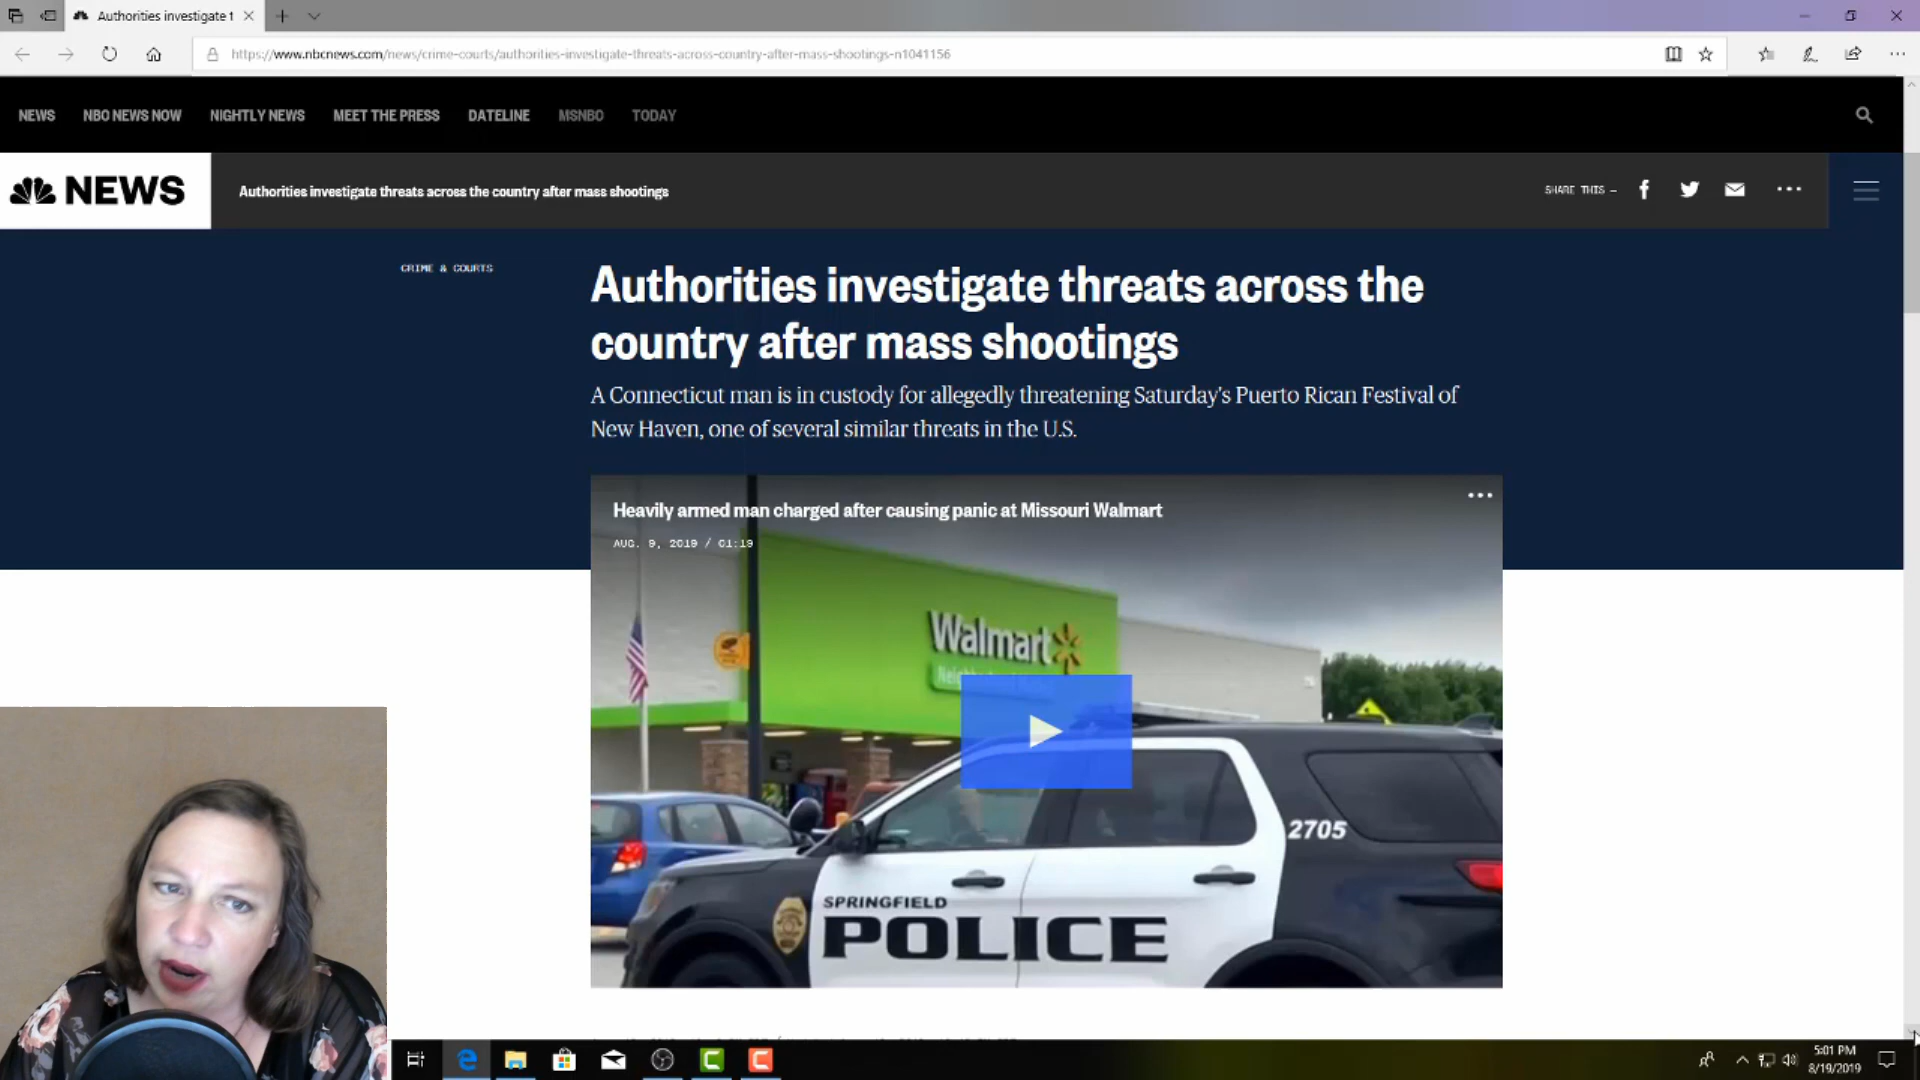 Authorities investigate t
https://www.nbcnews.com/news/crime-courts/authorities-investigate-threats-across-country-after-mass-shootings-n1041156
NEWS NBC NEWS NOW NIGHTLY NEWS MEET THE PRESS DATELINE MSNBC TODAY
NEWS
Authorities investigate threats across the country after mass shootings
SHARE THIS —
CRIME & COURTS
Authorities investigate threats across the
country after mass shootings
A Connecticut man is in custody for allegedly threatening Saturday's Puerto Rican Festival of
New Haven, one of several similar threats in the U.S.
Heavily armed man charged after causing panic at Missouri Walmart
AUG. 9, 2019 / 01:19
Walmart
2705
SPRINGFIELD
POLICE
5:01 PM
8/19/2019